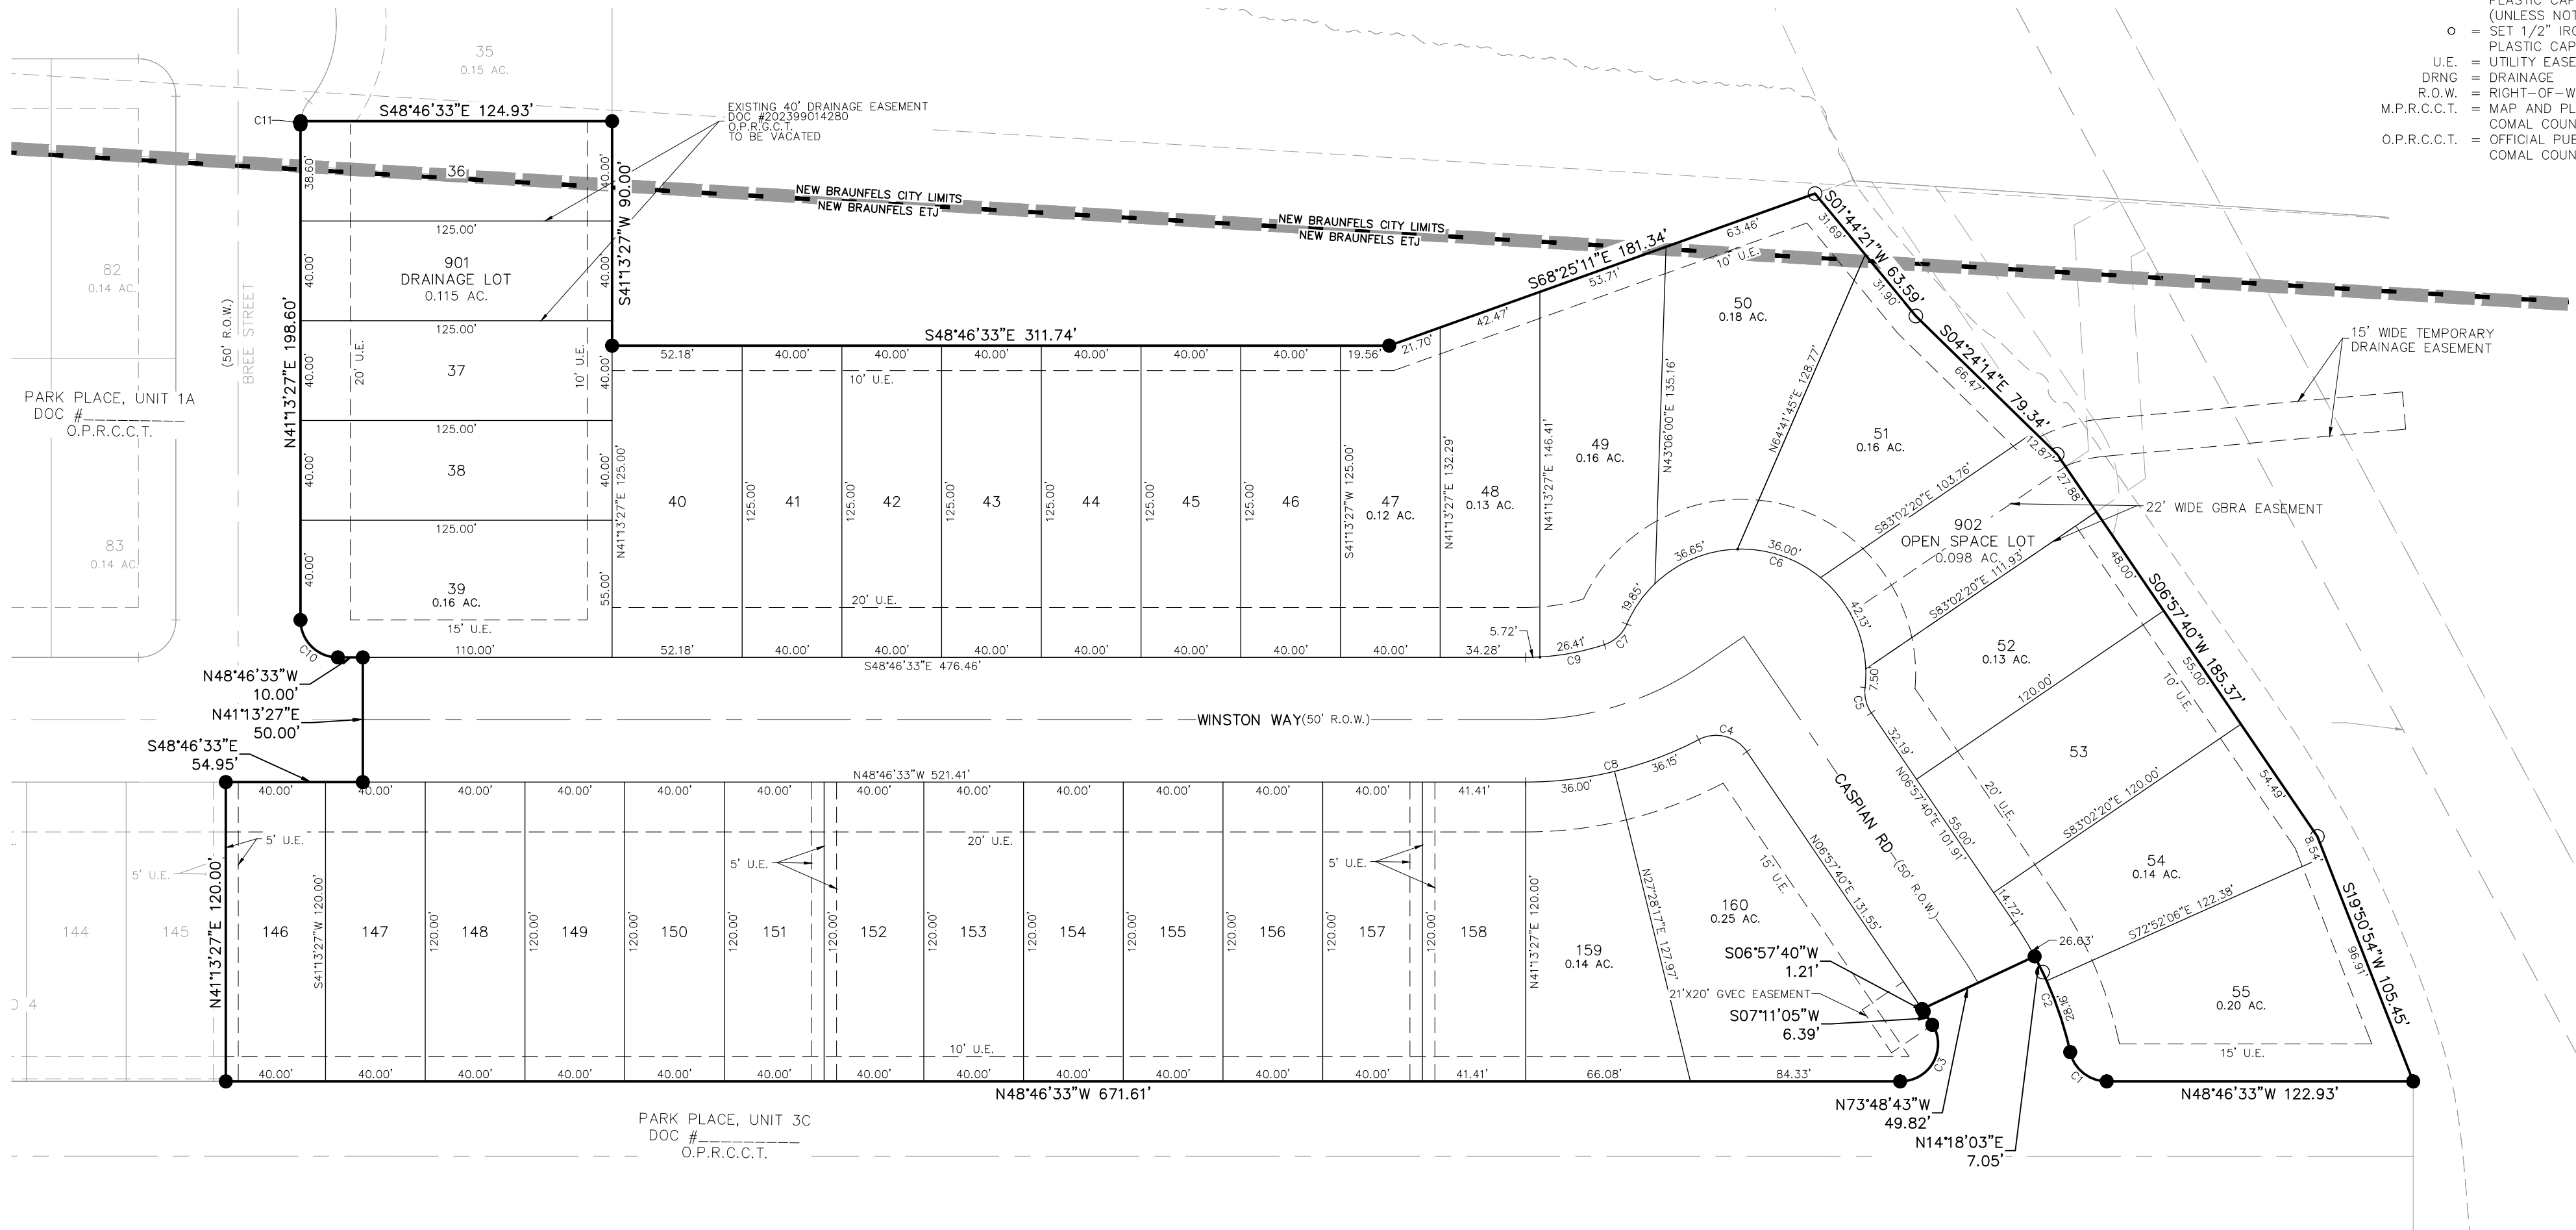 PLASTIC CAP
(UNLESS NOT
o = SET 1/2" IRO
PLASTIC CAP
U.E. = UTILITY EASE
DRNG = DRAINAGE
R.O.W. = RIGHT-OF-W
M.P.R.C.C.T. = MAP AND PL
COMAL COUN
O.P.R.C.C.T. = OFFICIAL PUB
COMAL COUN
35
0.15 AC.
C11
S48°46'33"E 124.93'
EXISTING 40' DRAINAGE EASEMENT
DOC #202399014280
O.P.R.G.C.T.
TO BE VACATED
38.60'
36
40.00'
S41°13'27"W 90.00'
125.00'
NEW BRAUNFELS CITY LIMITS
NEW BRAUNFELS ETJ
NEW BRAUNFELS CITY LIMITS
NEW BRAUNFELS ETJ
82
0.14 AC.
83
0.14 AC.
(50' R.O.W.)
BREE STREET
PARK PLACE, UNIT 1A
DOC #__________
O.P.R.C.C.T.
N41°13'27"E 198.60'
40.00'
901
DRAINAGE LOT
0.115 AC.
40.00'
125.00'
20' U.E.
10' U.E.
40.00'
37
40.00'
125.00'
40.00'
38
40.00'
125.00'
40.00'
39
0.16 AC.
55.00'
15' U.E.
C10
110.00'
S48°46'33"E 311.74'
52.18'
40.00'
40.00'
40.00'
40.00'
40.00'
40.00'
19.56'
21.70'
10' U.E.
S68°25'11"E 181.34'
42.47'
53.71'
63.46'
10' U.E.
S01°44'21"W 63.59'
31.69'
31.90'
S04°24'14"E 79.34'
66.47'
12.87'
15' WIDE TEMPORARY
DRAINAGE EASEMENT
N41°13'27"E 125.00'
40
125.00'
41
125.00'
42
125.00'
43
125.00'
44
125.00'
45
125.00'
46
S41°13'27"W 125.00'
47
0.12 AC.
N41°13'27"E 132.29'
48
0.13 AC.
N41°13'27"E 146.41'
49
0.16 AC.
N43°06'00"E 135.16'
50
0.18 AC.
N64°41'45"E 128.77'
51
0.16 AC.
S83°02'20"E 103.76'
27.88'
22' WIDE GBRA EASEMENT
902
OPEN SPACE LOT
0.098 AC.
S83°02'20"E 111.93'
48.00'
S06°57'40"W 185.37'
52
0.13 AC.
55.00'
10' U.E.
120.00'
53
54.49'
S83°02'20"E 120.00'
54
0.14 AC.
8.54'
S72°52'06"E 122.38'
S19°50'54"W 105.45'
96.91'
55
0.20 AC.
15' U.E.
N48°46'33"W 122.93'
20' U.E.
52.18'
40.00'
40.00'
40.00'
40.00'
40.00'
40.00'
40.00'
34.28'
5.72'
26.41'
C9
C7
19.85'
36.65'
36.00'
C6
42.13'
7.50'
C5
32.19'
N06°57'40"E 101.91'
55.00'
14.72'
20' U.E.
26.63'
C2
28.16'
C1
S48°46'33"E 476.46'
N48°46'33"W
10.00'
N41°13'27"E
50.00'
S48°46'33"E
54.95'
WINSTON WAY(50' R.O.W.)
CASPIAN RD (50' R.O.W.)
N48°46'33"W 521.41'
40.00'
40.00'
40.00'
40.00'
40.00'
40.00'
40.00'
40.00'
40.00'
40.00'
40.00'
40.00'
41.41'
36.00'
C8
36.15'
C4
5' U.E.
5' U.E.
5' U.E.
20' U.E.
5' U.E.
N06°57'40"E 131.55'
15' U.E.
144
145
N41°13'27"E 120.00'
146
S41°13'27"W 120.00'
147
120.00'
148
120.00'
149
120.00'
150
120.00'
151
120.00'
152
120.00'
153
120.00'
154
120.00'
155
120.00'
156
120.00'
157
120.00'
158
N41°13'27"E 120.00'
159
0.14 AC.
N27°28'17"E 127.97'
160
0.25 AC.
S06°57'40"W
1.21'
21'X20' GVEC EASEMENT
S07°11'05"W
6.39'
C3
10' U.E.
40.00'
40.00'
40.00'
40.00'
40.00'
40.00'
40.00'
40.00'
40.00'
40.00'
40.00'
40.00'
41.41'
66.08'
84.33'
N48°46'33"W 671.61'
N73°48'43"W
49.82'
N14°18'03"E
7.05'
PARK PLACE, UNIT 3C
DOC #__________
O.P.R.C.C.T.